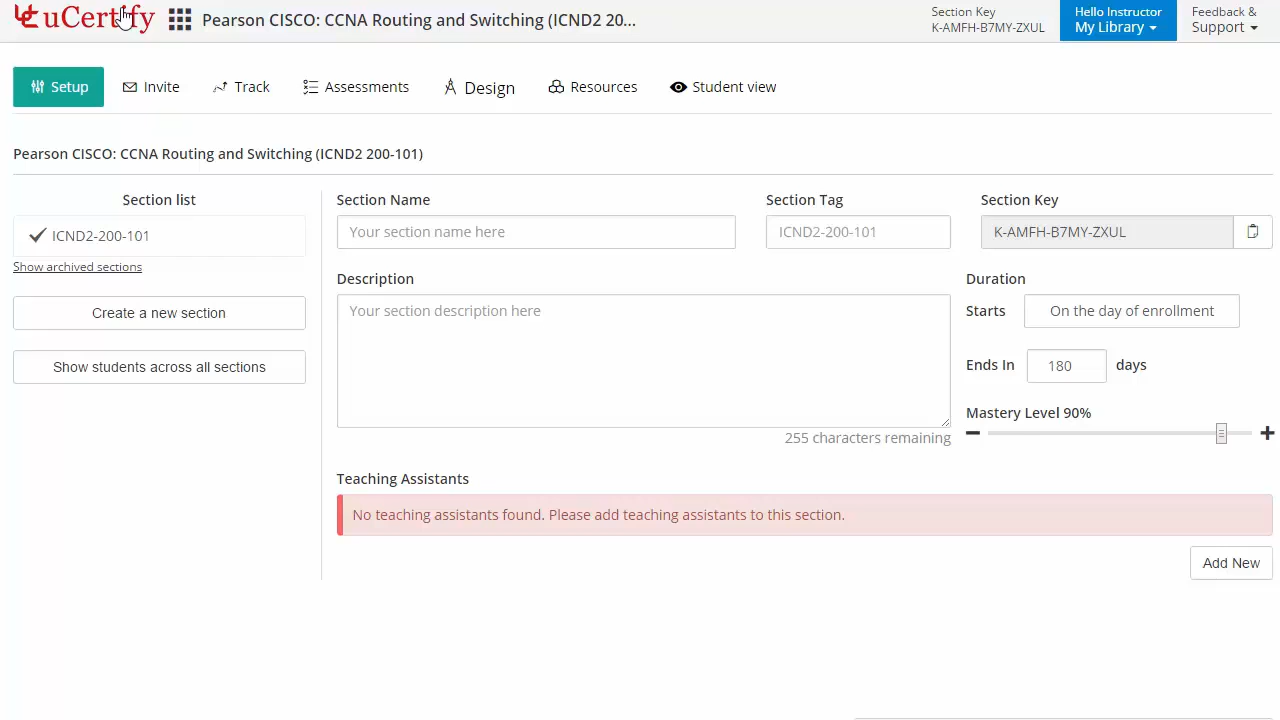 uCertify
Pearson CISCO: CCNA Routing and Switching (ICND2 20...
Section Key
K-AMFH-B7MY-ZXUL
Hello Instructor
My Library
Feedback &
Support
Setup
Invite
Track
Assessments
Design
Resources
Student view
Pearson CISCO: CCNA Routing and Switching (ICND2 200-101)
Section list
ICND2-200-101
Show archived sections
Create a new section
Show students across all sections
Section Name
Your section name here
Section Tag
ICND2-200-101
Section Key
K-AMFH-B7MY-ZXUL
Description
Your section description here
255 characters remaining
Duration
Starts
On the day of enrollment
Ends In
180
days
Mastery Level 90%
Teaching Assistants
No teaching assistants found. Please add teaching assistants to this section.
Add New